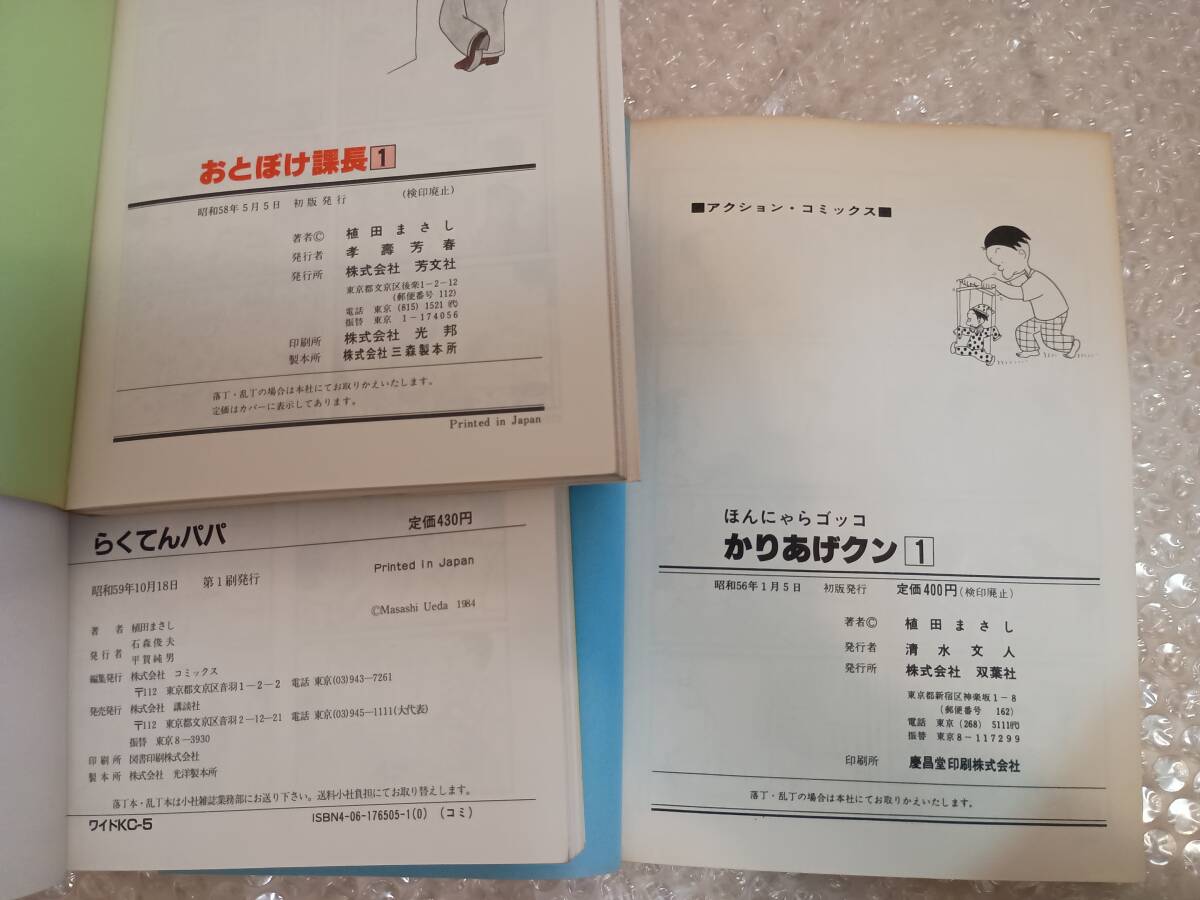 おとぼけ課長1
昭和58年5月5日 初版発行 (検印廃止)
著者© 植田まさし
発行者 孝壽芳春
発行所 株式会社 芳文社
東京都文京区後楽1-2-12
(郵便番号 112)
電話 東京 (815) 1521 ㈹
振替 東京 1-174056
印刷所 株式会社 光邦
製本所 株式会社三森製本所
落丁・乱丁の場合は本社にてお取りかえいたします。
定価はカバーに表示してあります。
Printed in Japan
らくてんパパ 定価430円
昭和59年10月18日 第1刷発行
Printed In Japan
©Masashi Ueda 1984
著者 植田まさし
発行者 石森俊夫
平賀純男
編集発行 株式会社 コミックス
〒112 東京都文京区音羽1-2-2 電話 東京(03)943-7261
発売発行 株式会社 講談社
〒112 東京都文京区音羽2-12-21 電話 東京(03)945-1111(大代表)
振替 東京8-3930
印刷所 図書印刷株式会社
製本所 株式会社 光洋製本所
落丁本・乱丁本は小社雑誌業務部にお送り下さい。送料小社負担にてお取り替えします。
ワイドKC-5 ISBN4-06-176505-1(0) (コミ)
■アクション・コミックス■
ほんにゃらゴッコ
かりあげクン1
昭和56年1月5日 初版発行 定価400円(検印廃止)
著者© 植田まさし
発行者 清水文人
発行所 株式会社 双葉社
東京都新宿区神楽坂1-8
(郵便番号 162)
電話 東京 (268) 5111㈹
振替 東京8-117299
印刷所 慶昌堂印刷株式会社
落丁・乱丁の場合は本社にてお取りかえいたします。